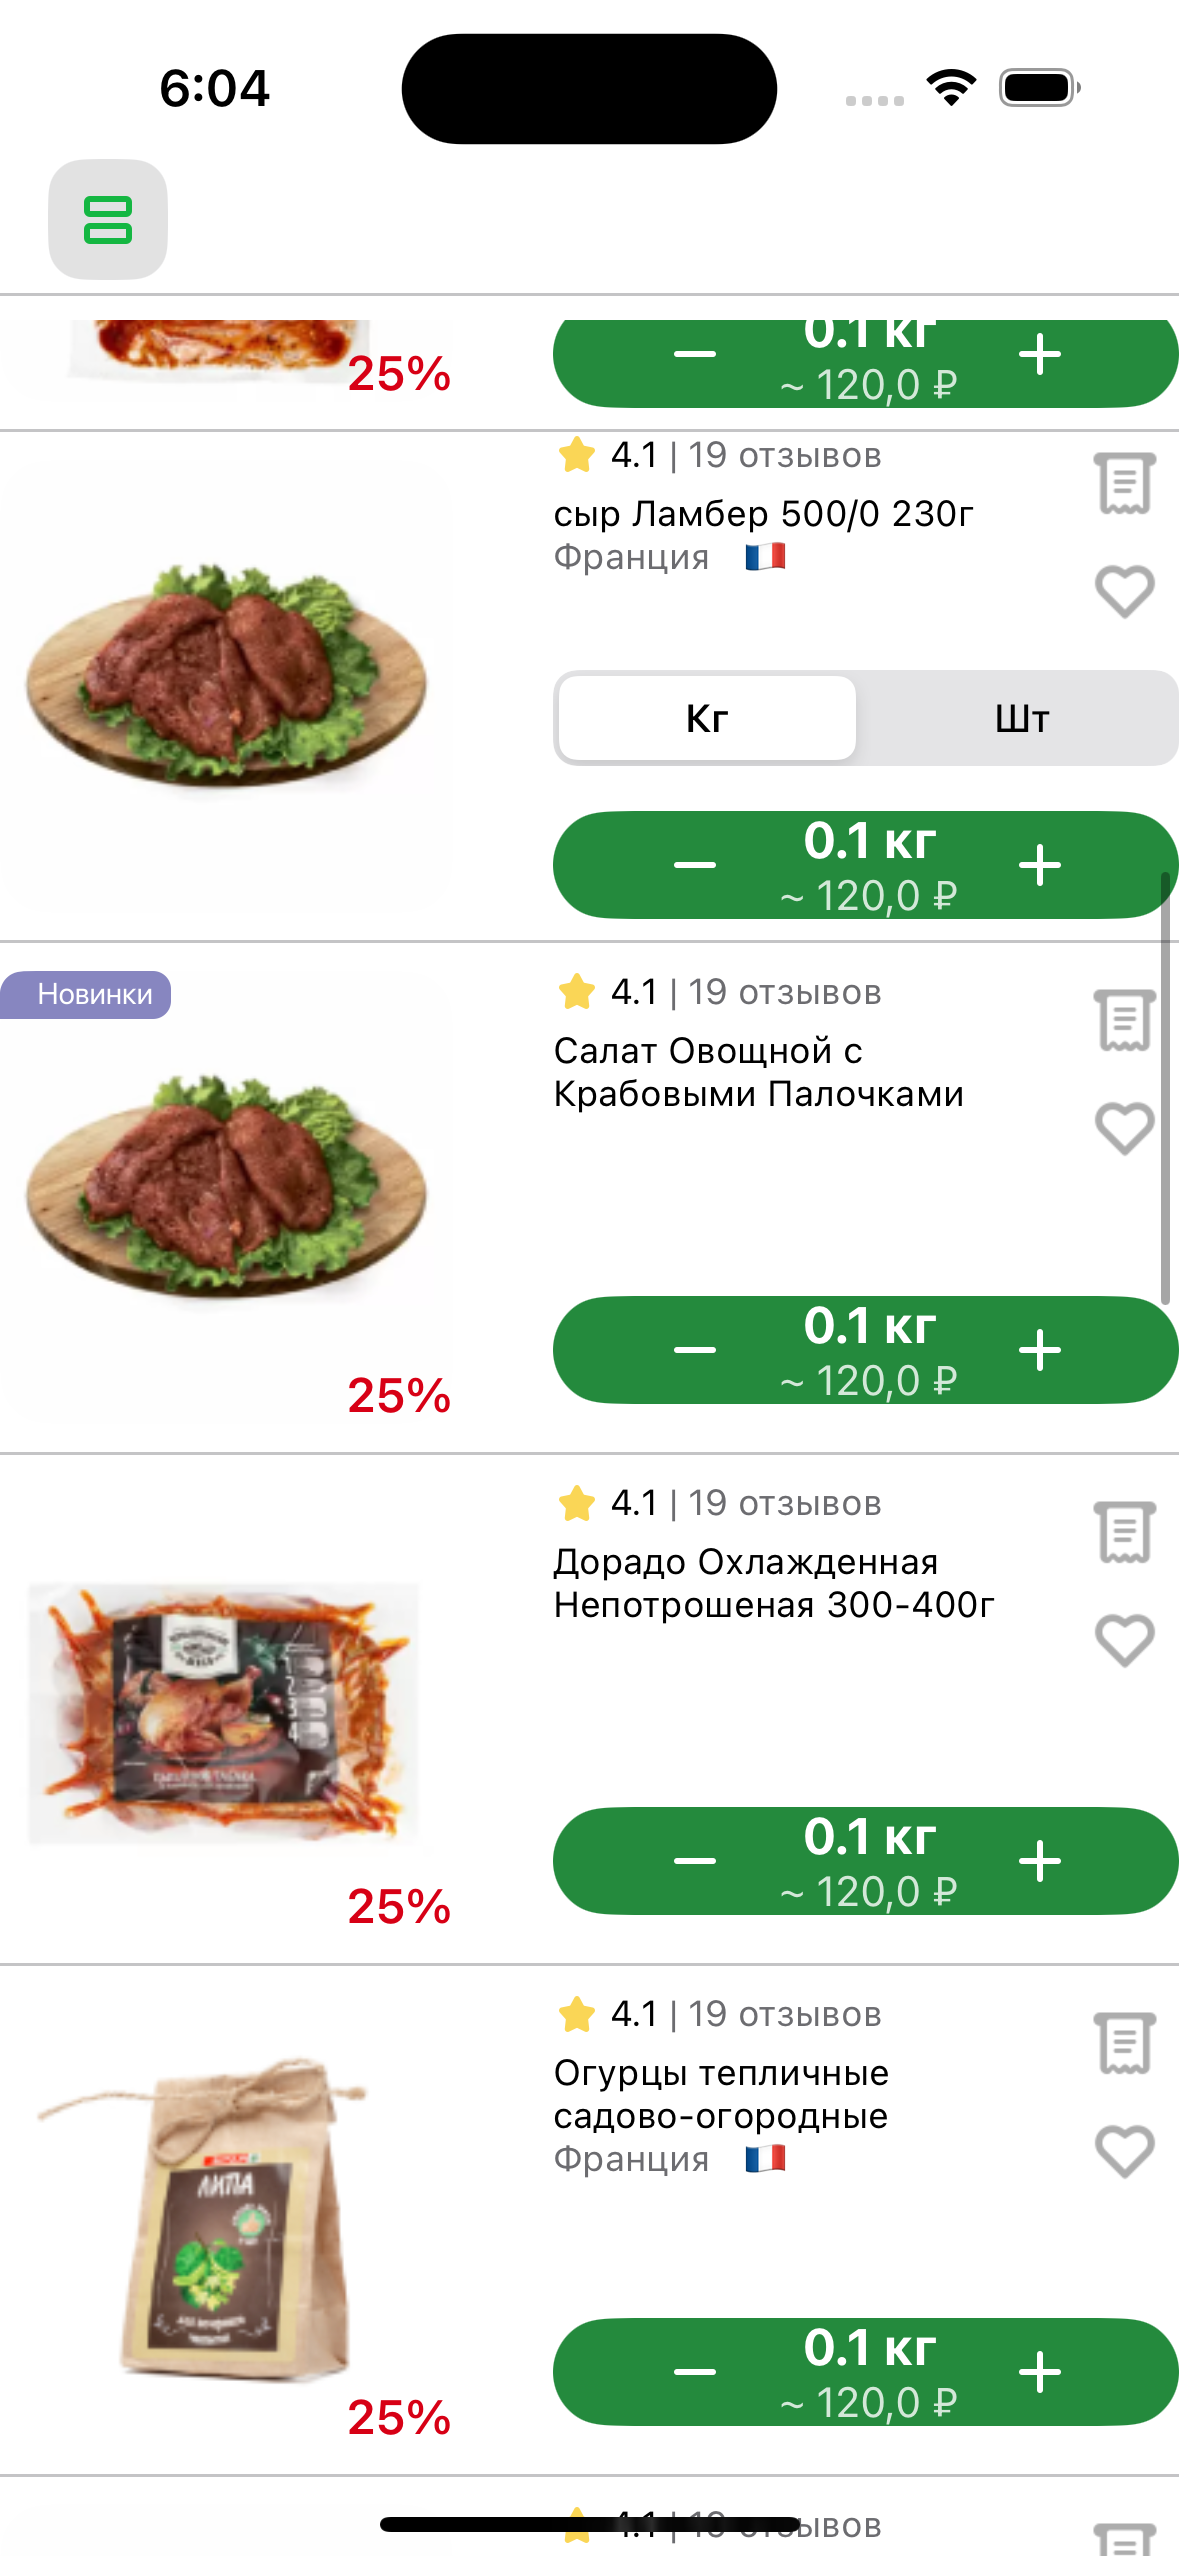 6:04
0.1 кг
25%
~ 120,0 ₽
4.1 | 19 отзывов
сыр Ламбер 500/0 230г
Франция 🇫🇷
Кг
Шт
0.1 кг
~ 120,0 ₽
Новинки
4.1 | 19 отзывов
Салат Овощной с
Крабовыми Палочками
0.1 кг
~ 120,0 ₽
25%
4.1 | 19 отзывов
Дорадо Охлажденная
Непотрошеная 300-400г
0.1 кг
~ 120,0 ₽
25%
4.1 | 19 отзывов
Огурцы тепличные
садово-огородные
Франция 🇫🇷
ЛИПА
0.1 кг
~ 120,0 ₽
25%
4.1 | 19 отзывов